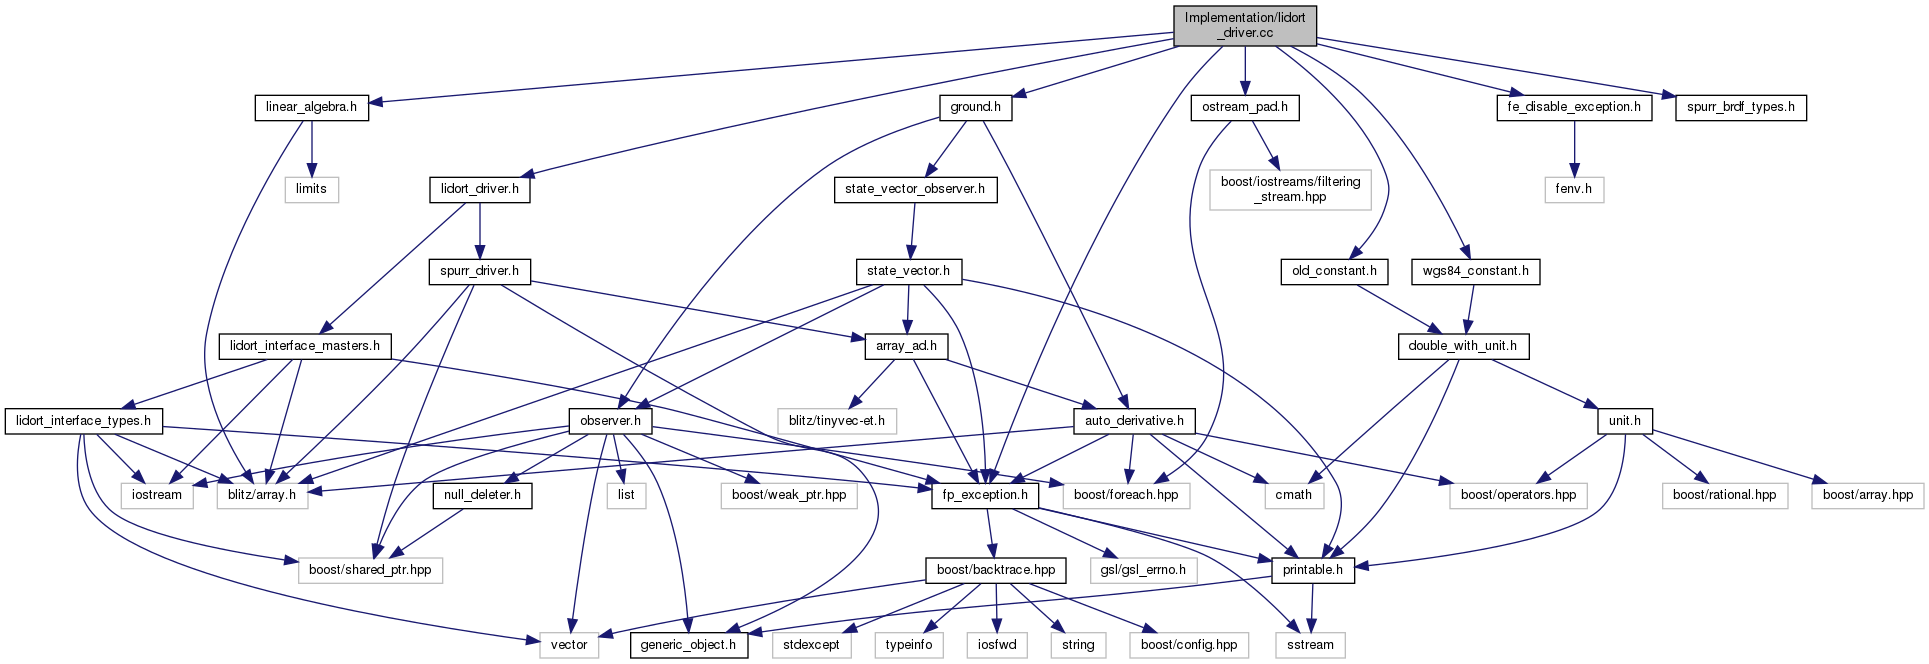 Implementation/lidort
_driver.cc
linear_algebra.h
ground.h
ostream_pad.h
fe_disable_exception.h
spurr_brdf_types.h
limits
lidort_driver.h
state_vector_observer.h
boost/iostreams/filtering
_stream.hpp
fenv.h
spurr_driver.h
state_vector.h
old_constant.h
wgs84_constant.h
lidort_interface_masters.h
array_ad.h
double_with_unit.h
lidort_interface_types.h
observer.h
blitz/tinyvec-et.h
auto_derivative.h
unit.h
iostream
blitz/array.h
null_deleter.h
list
boost/weak_ptr.hpp
fp_exception.h
boost/foreach.hpp
cmath
boost/operators.hpp
boost/rational.hpp
boost/array.hpp
boost/shared_ptr.hpp
boost/backtrace.hpp
gsl/gsl_errno.h
printable.h
vector
generic_object.h
stdexcept
typeinfo
iosfwd
string
boost/config.hpp
sstream